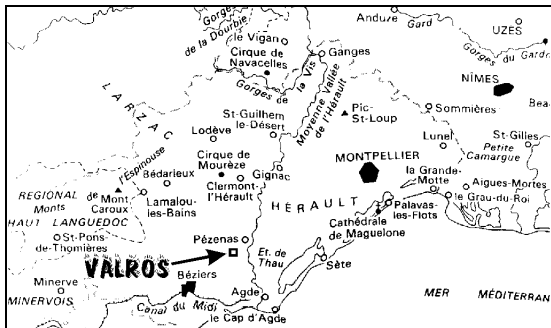 Gorges
de la Dourbie
le Vigan
Cirque de
Navacelles
Ganges
Anduze
Gard
UZES
Gorges du Gard
NÎMES
Gorges de la Vis
Moyenne Vallée
de l'Hérault
LARZAC
St-Guilhem
le-Désert
Pic-
St-Loup
Sommières
Lodève
Lunel
St-Gilles
Petite
Camargue
l'Espinouse
Bédarieux
Cirque de
Mourèze
Gignac
MONTPELLIER
la Grande-
Motte
Aigues-Mortes
REGIONAL
Monts
de
Mont
Caroux
Clermont-
l'Hérault
Lamalou-
les-Bains
HÉRAULT
Palavas-
les-Flots
le Grau-du-Roi
HAUT LANGUEDOC
St-Pons-
de-Thomières
Cathédrale
de Maguelone
Pézenas
VALROS
Et. de
Thau
Sète
Béziers
Minerve
MINERVOIS
Agde
MER MÉDITERRAN
Canal du Midi
le Cap d'Agde